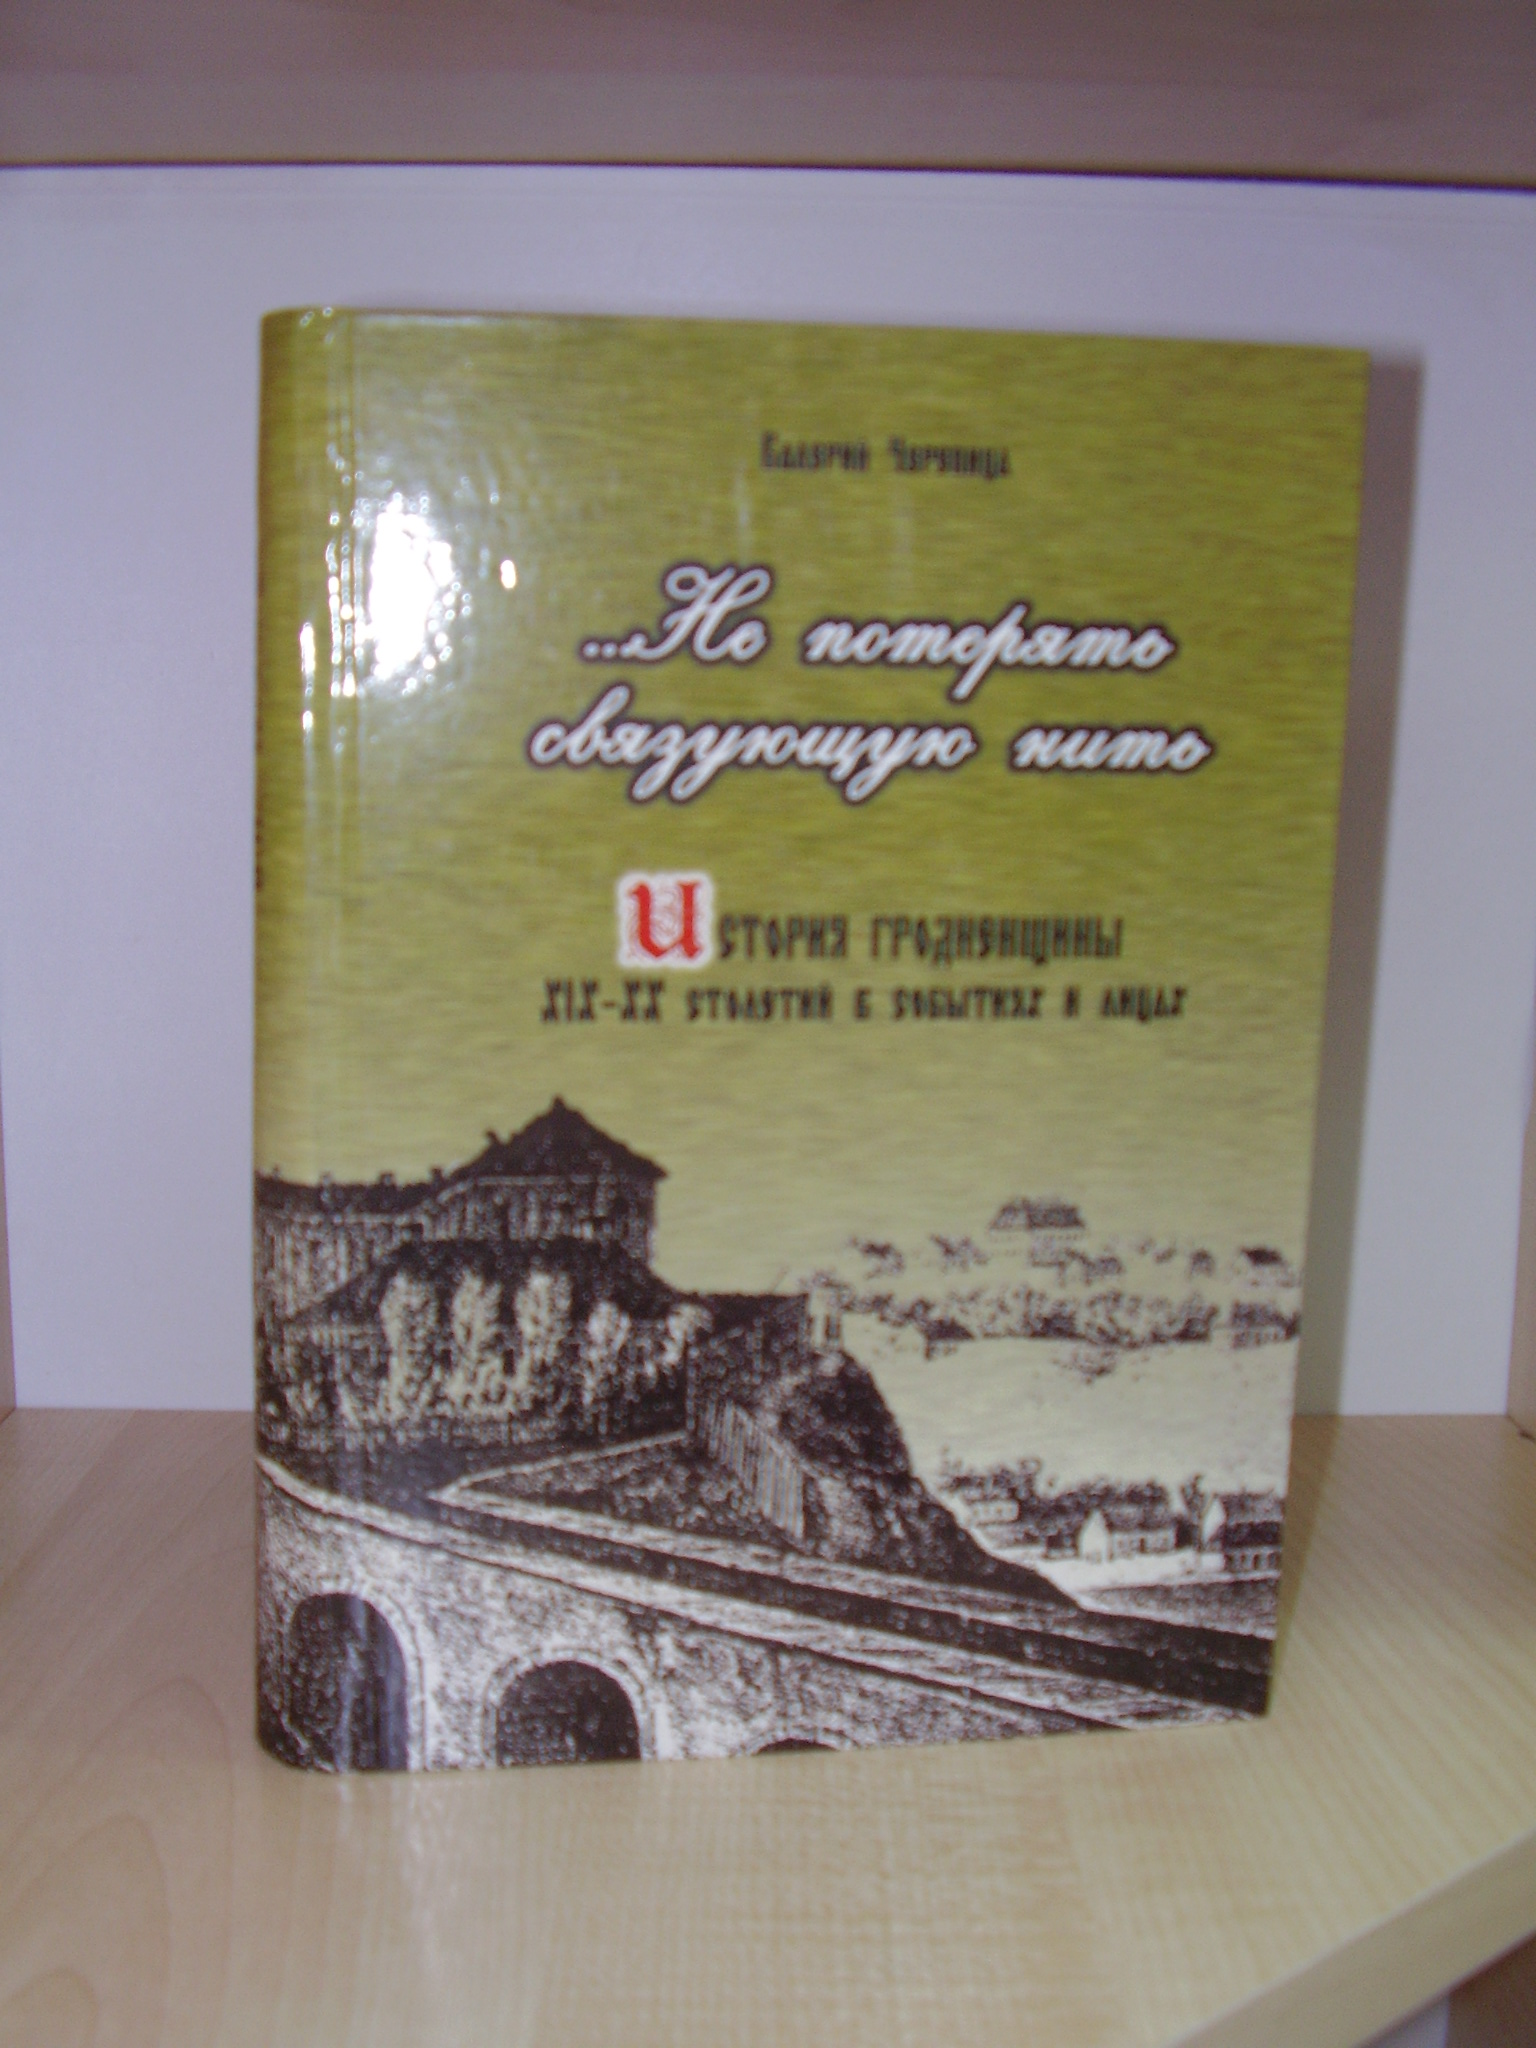 Валерий Черепица
...Не потерять
связующую нить
История Гродненщины
XIX-XX столетий в событиях и лицах